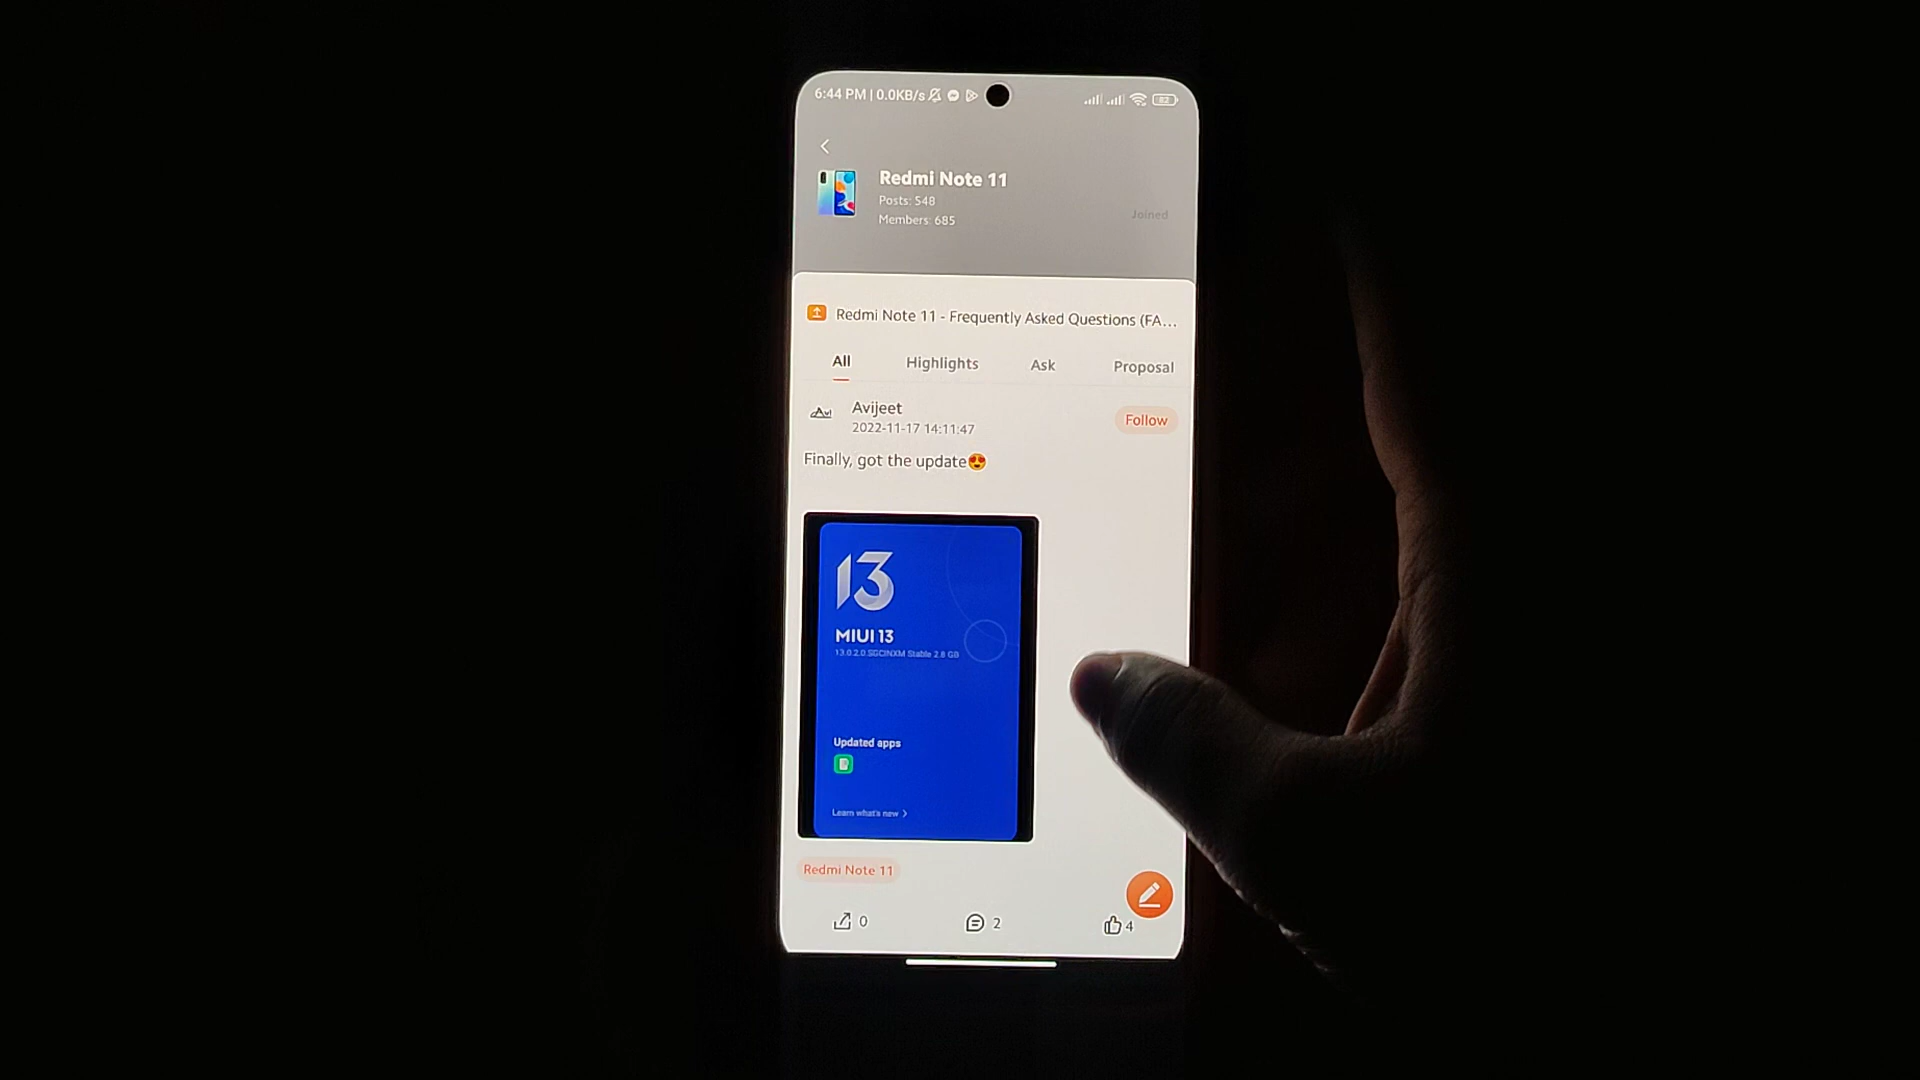 6:44 PM | 0.0KB/s 82
Redmi Note 11
Posts: 548
Members: 685
Joined
Redmi Note 11 - Frequently Asked Questions (FA...
All Highlights Ask Proposal
Avi Avijeet
2022-11-17 14:11:47
Follow
Finally, got the update😍
13
MIUI 13
13.0.2.0.SGCINXM Stable 2.8 GB
Updated apps
Learn what's new >
Redmi Note 11
0 2 4